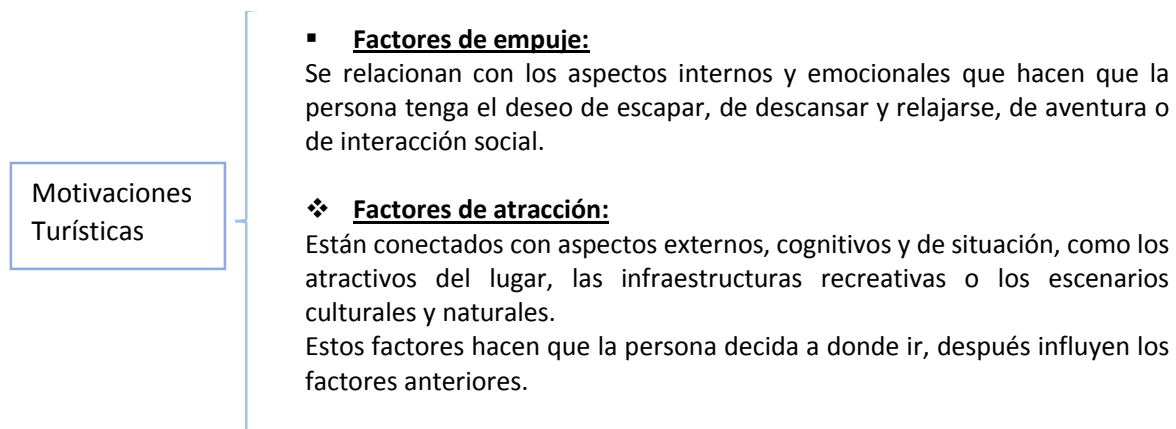 ▪ Factores de empuje:
Se relacionan con los aspectos internos y emocionales que hacen que la
persona tenga el deseo de escapar, de descansar y relajarse, de aventura o
de interacción social.
Motivaciones
Turísticas
❖ Factores de atracción:
Están conectados con aspectos externos, cognitivos y de situación, como los
atractivos del lugar, las infraestructuras recreativas o los escenarios
culturales y naturales.
Estos factores hacen que la persona decida a donde ir, después influyen los
factores anteriores.